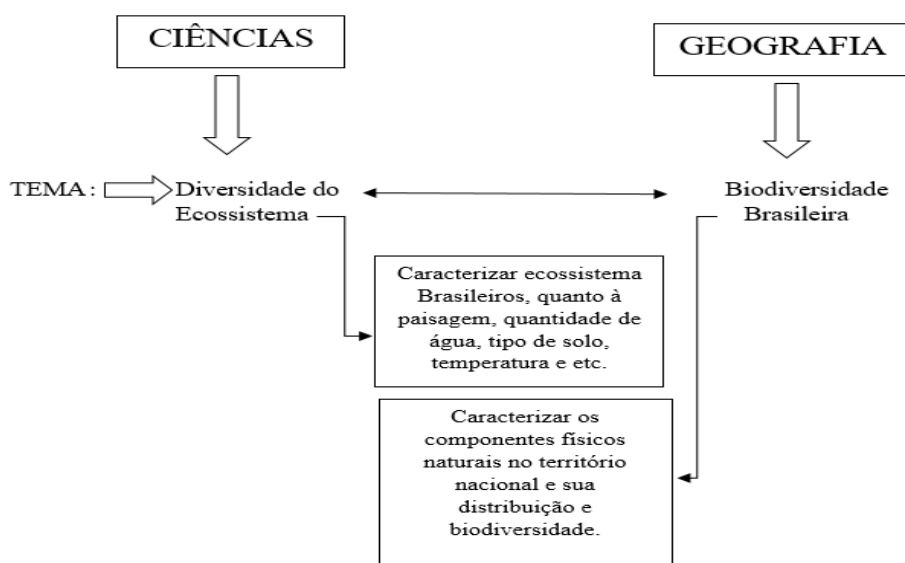 CIÊNCIAS
GEOGRAFIA
TEMA :
Diversidade do
Ecossistema
Biodiversidade
Brasileira
Caracterizar ecossistema
Brasileiros, quanto à
paisagem, quantidade de
água, tipo de solo,
temperatura e etc.
Caracterizar os
componentes físicos
naturais no território
nacional e sua
distribuição e
biodiversidade.